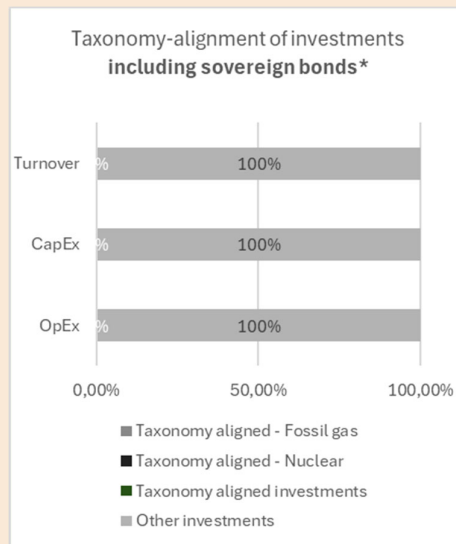 Taxonomy-alignment of investments
including sovereign bonds*
Turnover
%
100%
CapEx
%
100%
OpEx
%
100%
0,00%
50,00%
100,00%
Taxonomy aligned - Fossil gas
Taxonomy aligned - Nuclear
Taxonomy aligned investments
Other investments